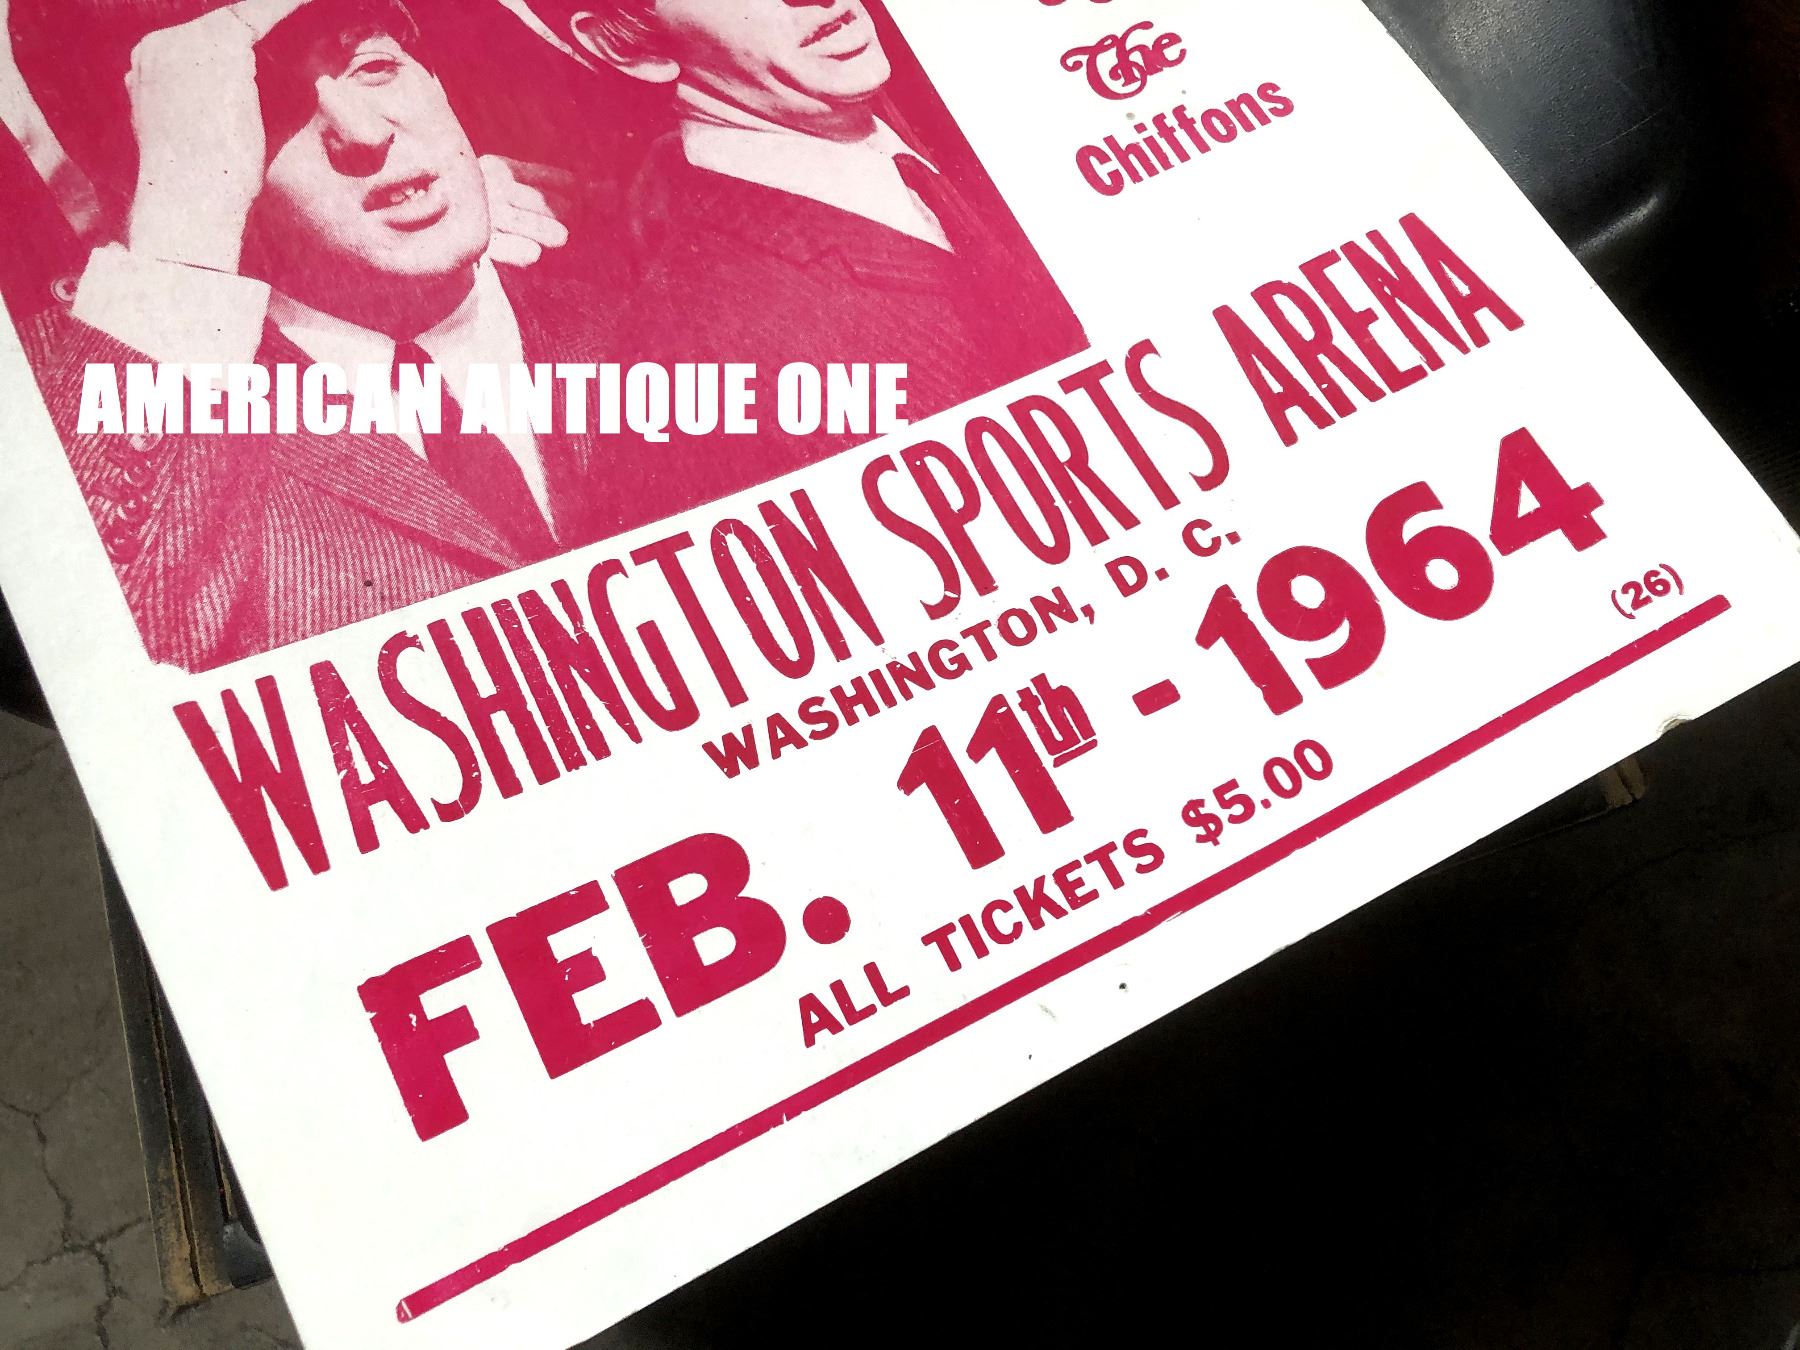 The
Chiffons
AMERICAN ANTIQUE ONE
WASHINGTON SPORTS ARENA
WASHINGTON, D. C.
FEB. 11th - 1964
(26)
ALL TICKETS $5.00